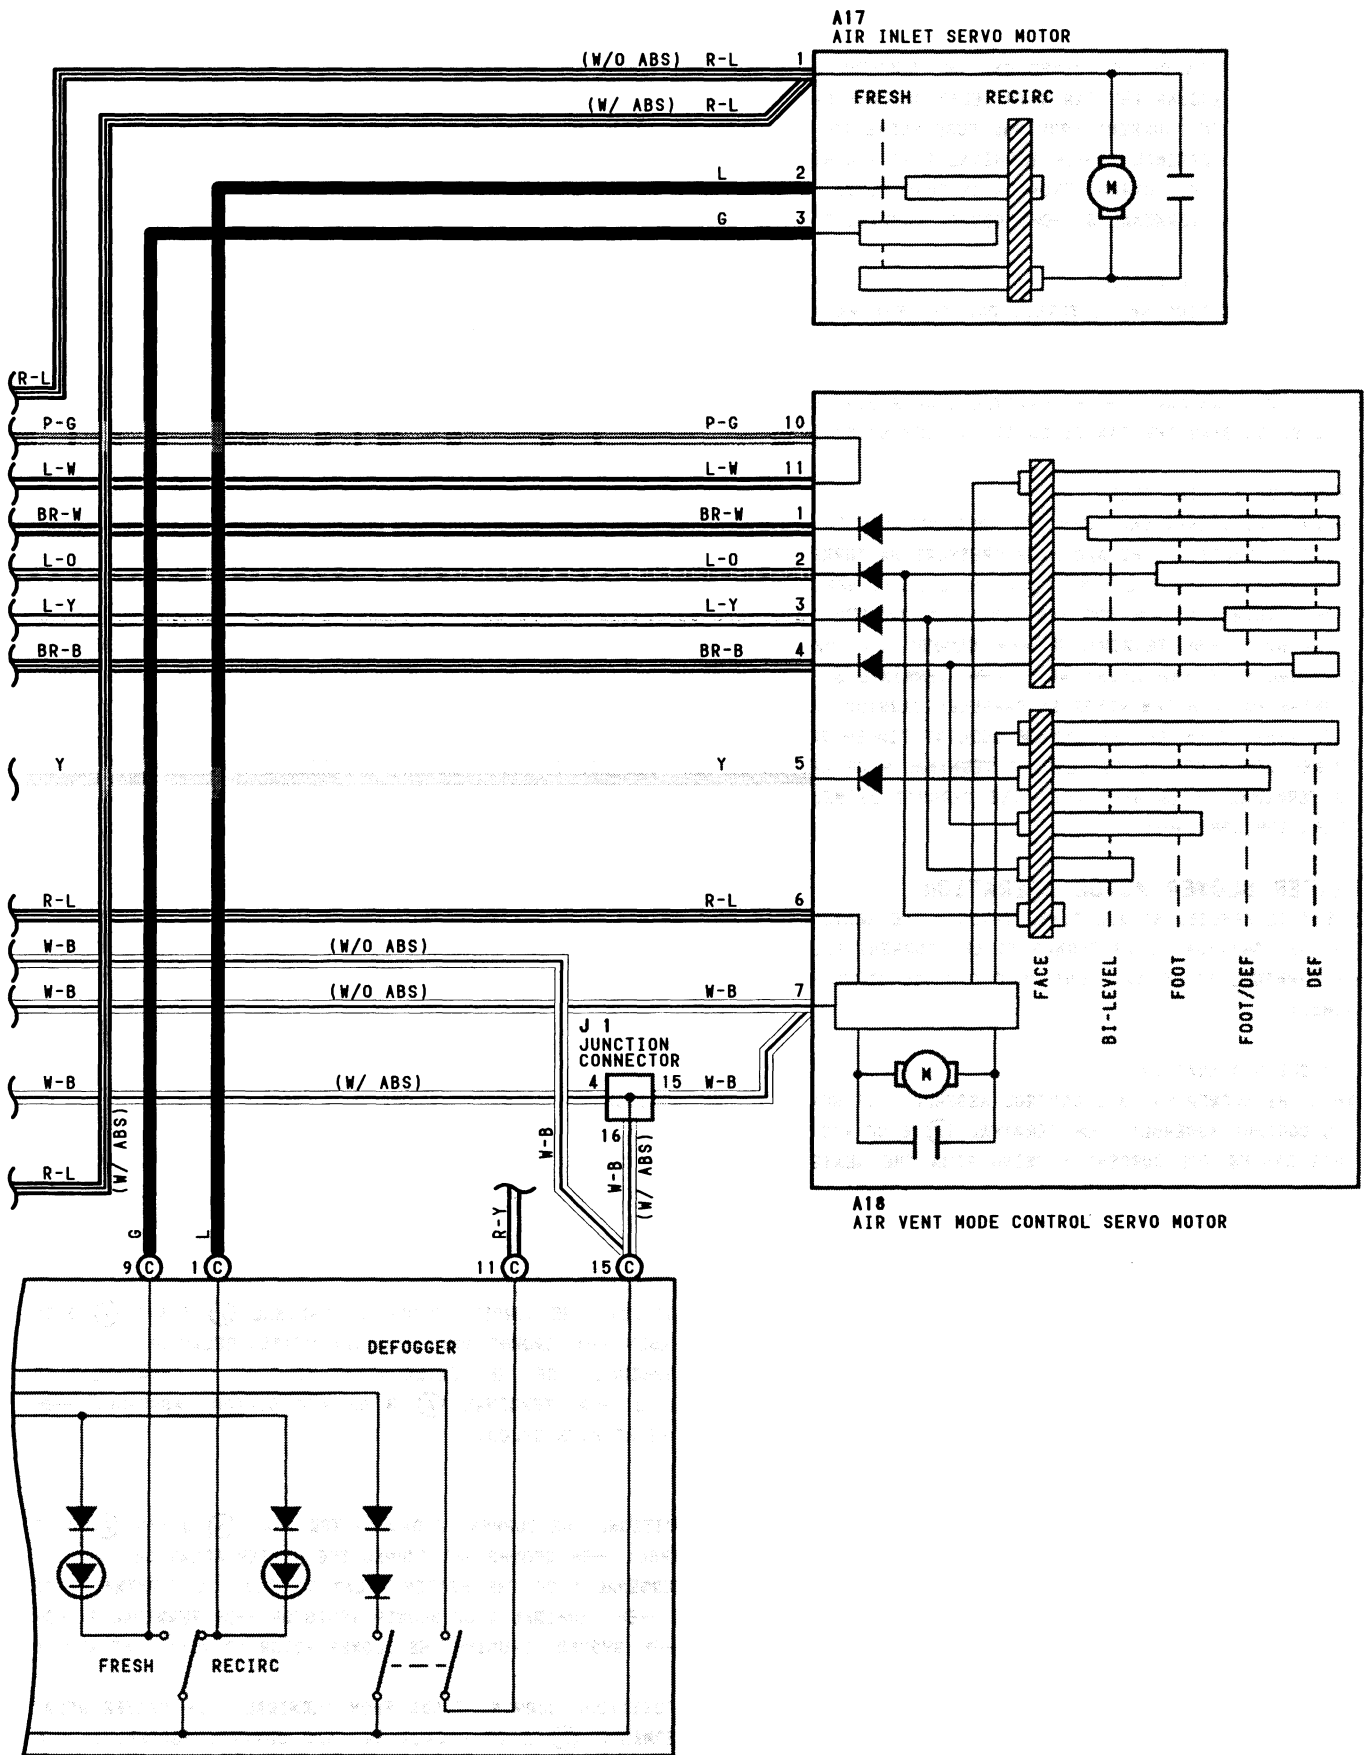 A17
AIR INLET SERVO MOTOR
(W/O ABS) R-L 1
(W/ ABS) R-L
FRESH RECIRC
L 2
G 3
M
R-L
P-G P-G 10
L-W L-W 11
BR-W BR-W 1
L-O L-O 2
L-Y L-Y 3
BR-B BR-B 4
Y Y 5
R-L R-L 6
W-B (W/O ABS)
W-B (W/O ABS) W-B 7
FACE
BI-LEVEL
FOOT
FOOT/DEF
DEF
J 1
JUNCTION
CONNECTOR
W-B (W/ ABS) 4 15 W-B
M
16
W-B
W-B
(W/ ABS)
R-L
(W/ ABS)
A18
AIR VENT MODE CONTROL SERVO MOTOR
G
L
R-Y
9 C 1 C 11 C 15 C
DEFOGGER
FRESH RECIRC